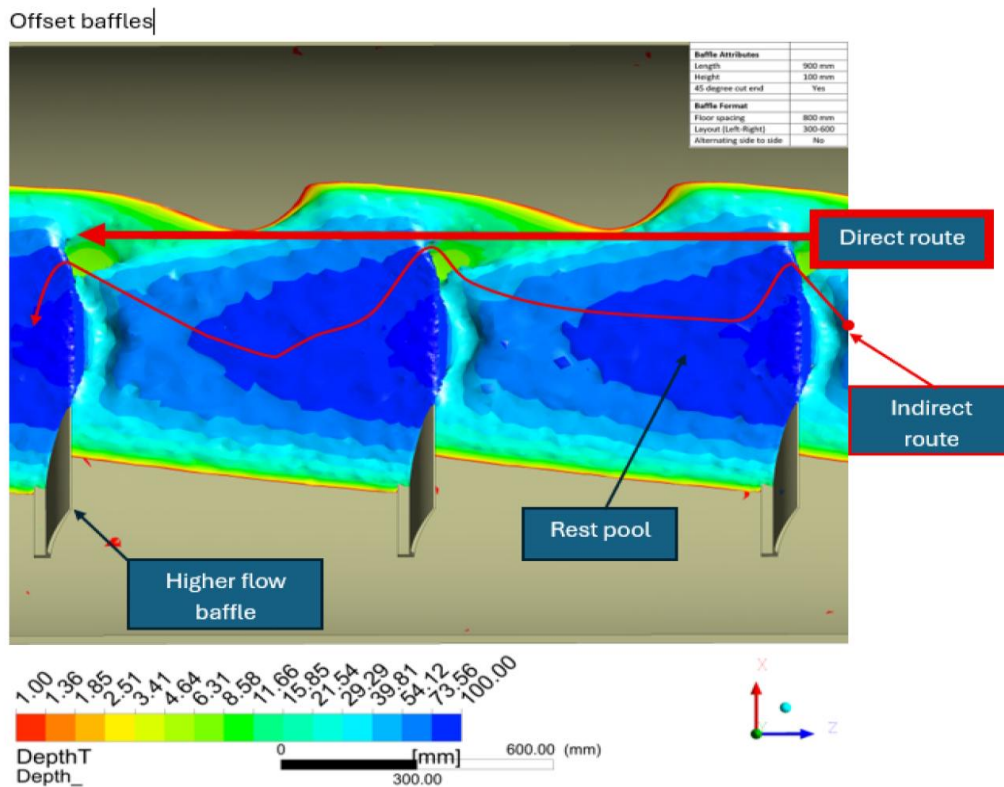 Offset baffles
Baffle Attributes
Length 900 mm
Height 100 mm
45 degree cut end Yes
Baffle Format
Floor spacing 800 mm
Layout (Left-Right) 300-600
Alternating side to side No
Direct route
Indirect
route
Rest pool
Higher flow
baffle
1.00 1.36 1.85 2.51 3.41 4.64 6.31 8.58 11.66 15.85 21.54 29.29 39.81 54.12 73.56 100.00
DepthT [mm]
Depth_
0 600.00 (mm)
300.00
X
Y
Z